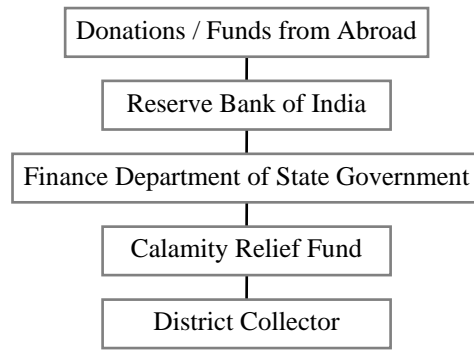 Donations / Funds from Abroad
Reserve Bank of India
Finance Department of State Government
Calamity Relief Fund
District Collector